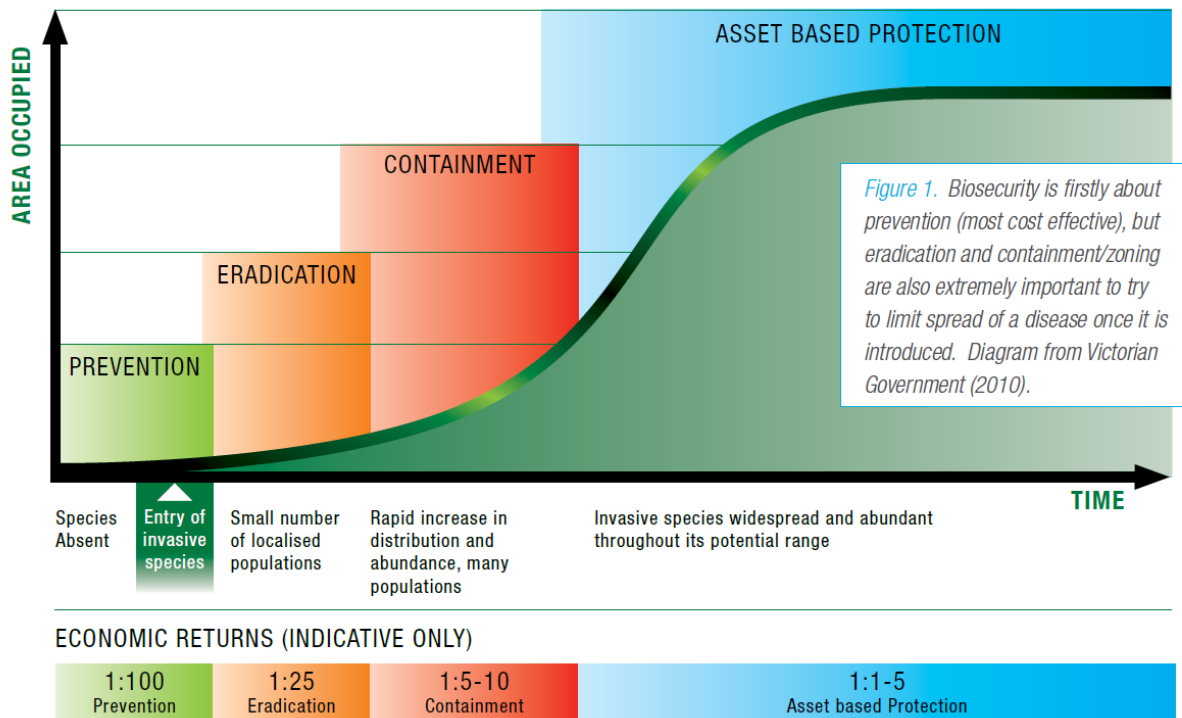 AREA OCCUPIED
ASSET BASED PROTECTION
CONTAINMENT
ERADICATION
PREVENTION
Figure 1. Biosecurity is firstly about
prevention (most cost effective), but
eradication and containment/zoning
are also extremely important to try
to limit spread of a disease once it is
introduced. Diagram from Victorian
Government (2010).
TIME
Species
Absent
Entry of
invasive
species
Small number
of localised
populations
Rapid increase in
distribution and
abundance, many
populations
Invasive species widespread and abundant
throughout its potential range
ECONOMIC RETURNS (INDICATIVE ONLY)
1:100
Prevention
1:25
Eradication
1:5-10
Containment
1:1-5
Asset based Protection